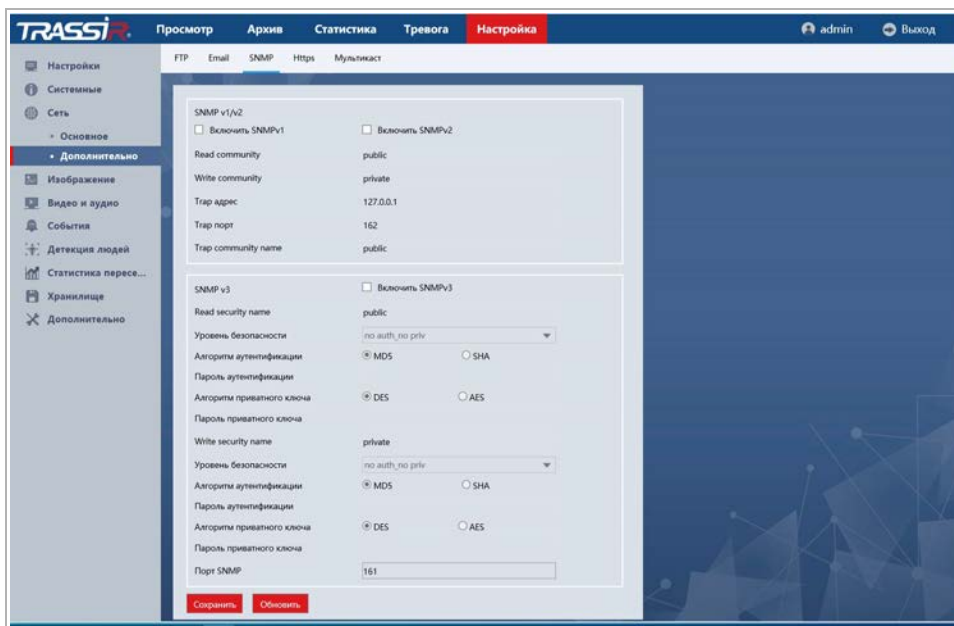 TRASSIR
Просмотр Архив Статистика Тревога Настройка admin Выход
FTP Email SNMP Https Мультикаст
Настройки
Системные
Сеть
Основное
Дополнительно
Изображение
Видео и аудио
События
Детекция людей
Статистика пересе...
Хранилище
Дополнительно
SNMP v1/v2
Включить SNMPv1 Включить SNMPv2
Read community public
Write community private
Trap адрес 127.0.0.1
Trap порт 162
Trap community name public
SNMP v3 Включить SNMPv3
Read security name public
Уровень безопасности no auth_no priv
Алгоритм аутентификации MD5 SHA
Пароль аутентификации
Алгоритм приватного ключа DES AES
Пароль приватного ключа
Write security name private
Уровень безопасности no auth_no priv
Алгоритм аутентификации MD5 SHA
Пароль аутентификации
Алгоритм приватного ключа DES AES
Пароль приватного ключа
Порт SNMP 161
Сохранить Обновить